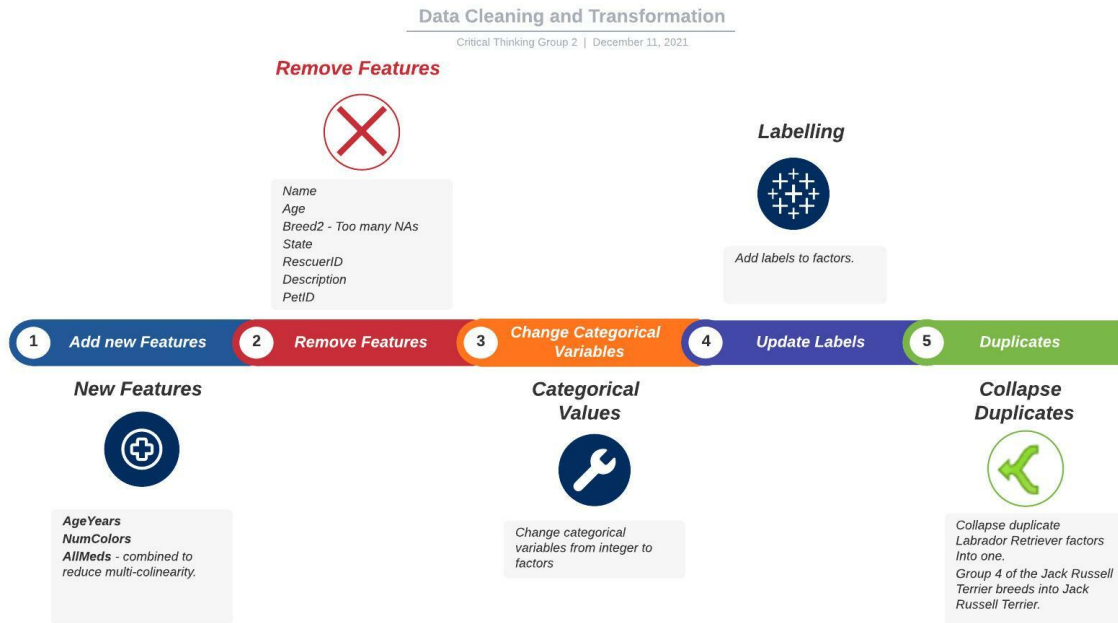 Data Cleaning and Transformation
Critical Thinking Group 2 | December 11, 2021
Remove Features
Name
Age
Breed2 - Too many NAs
State
RescuerID
Description
PetID
Labelling
Add labels to factors.
1 Add new Features
2 Remove Features
3 Change Categorical
Variables
4 Update Labels
5 Duplicates
New Features
AgeYears
NumColors
AllMeds - combined to
reduce multi-colinearity.
Categorical
Values
Change categorical
variables from integer to
factors
Collapse
Duplicates
Collapse duplicate
Labrador Retriever factors
Into one.
Group 4 of the Jack Russell
Terrier breeds into Jack
Russell Terrier.